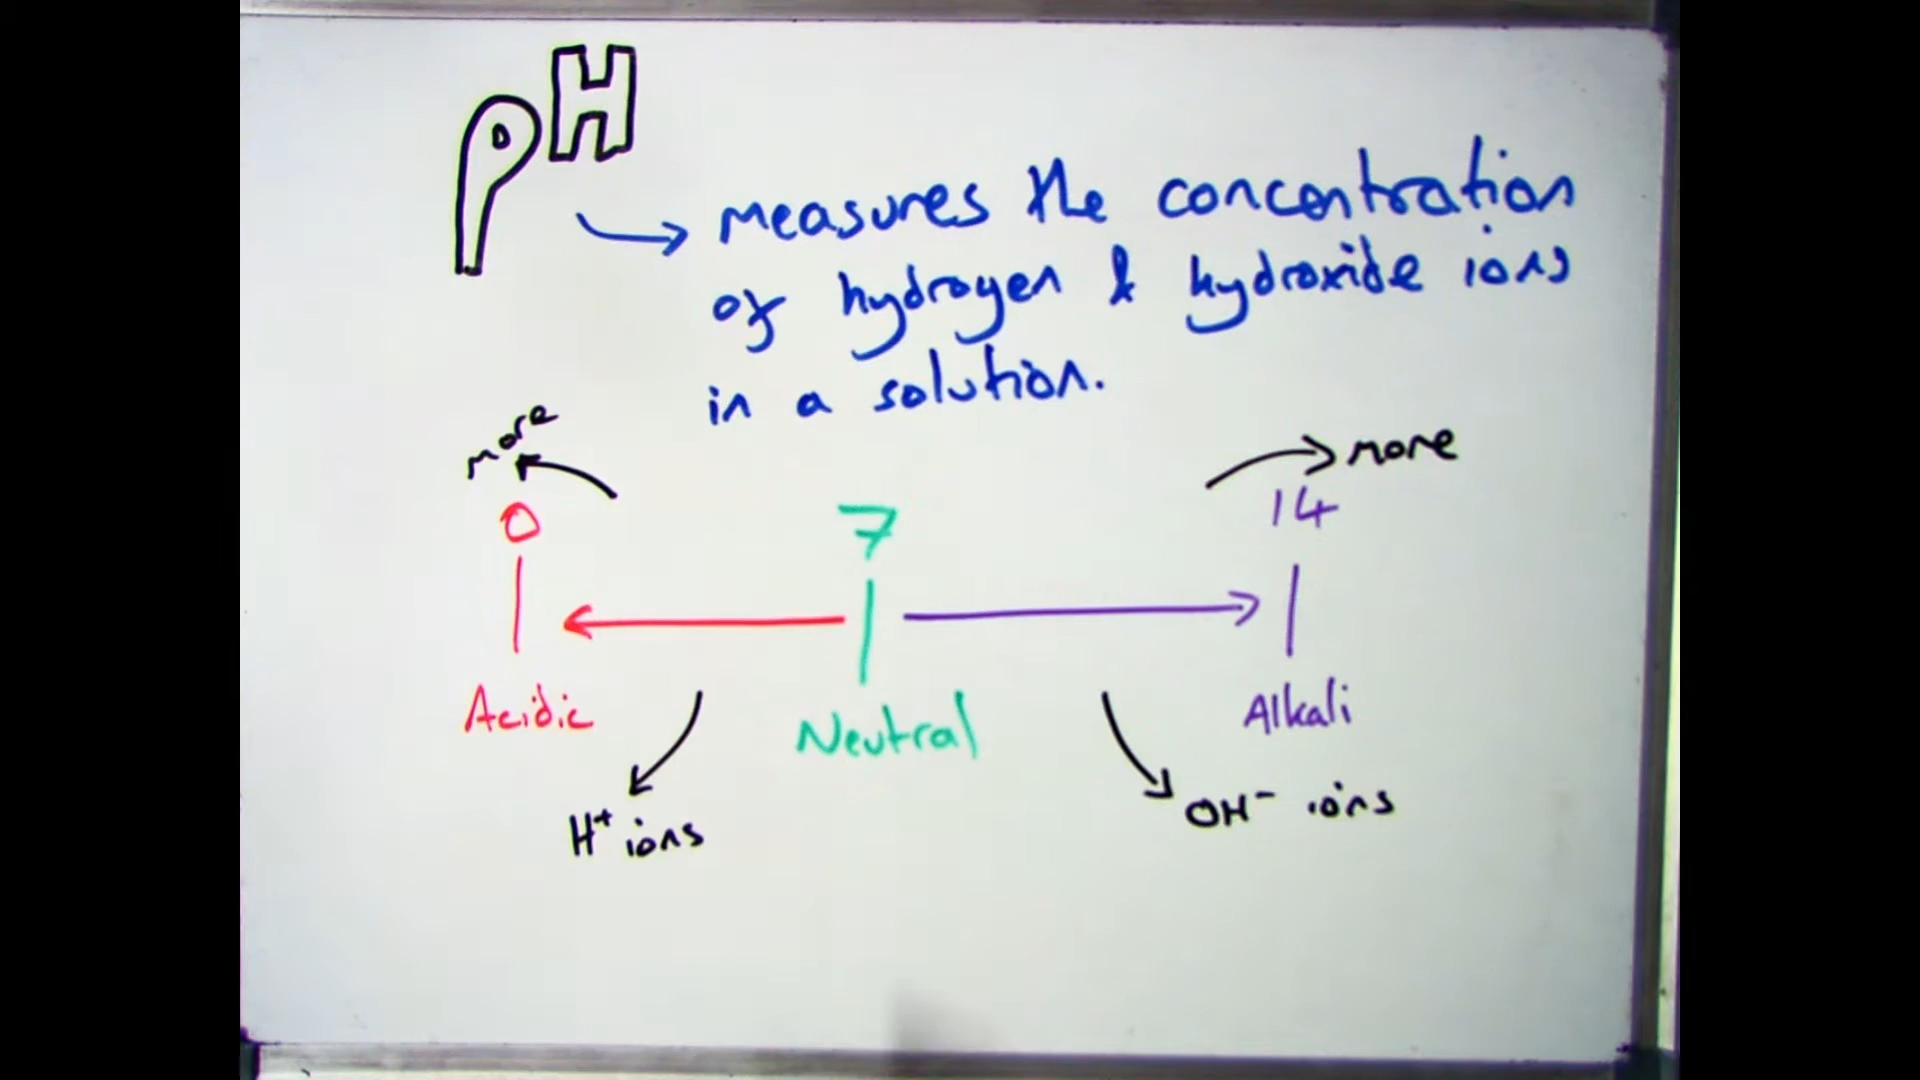 pH
measures the concentration
of hydrogen & hydroxide ions
in a solution.
more
more
0
7
14
Acidic
Neutral
Alkali
H⁺ ions
OH⁻ ions